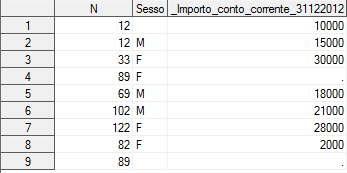 N Sesso _Importo_conto_corrente_31122012
1 12 10000
2 12 M 15000
3 33 F 30000
4 89 F .
5 69 M 18000
6 102 M 21000
7 122 F 28000
8 82 F 2000
9 89 .